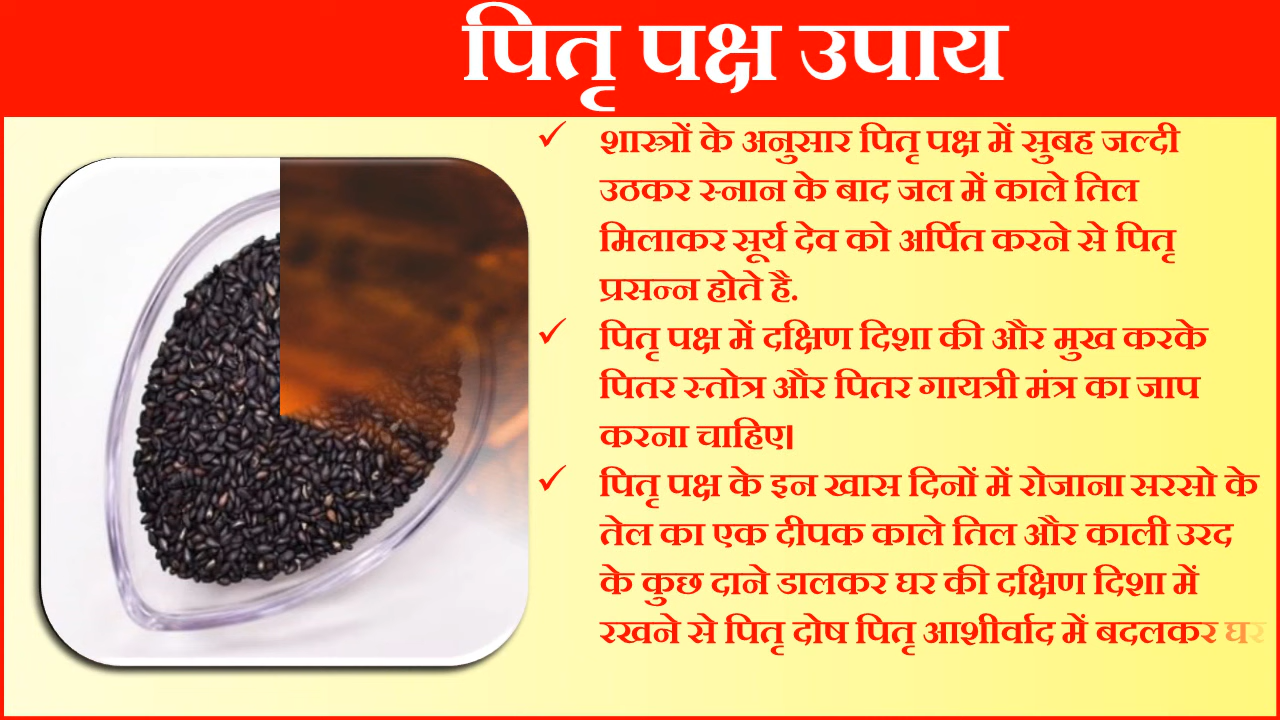 पितृ पक्ष उपाय
शास्त्रों के अनुसार पितृ पक्ष में सुबह जल्दी
उठकर स्नान के बाद जल में काले तिल
मिलाकर सूर्य देव को अर्पित करने से पितृ
प्रसन्न होते है.
पितृ पक्ष में दक्षिण दिशा की और मुख करके
पितर स्तोत्र और पितर गायत्री मंत्र का जाप
करना चाहिए।
पितृ पक्ष के इन खास दिनों में रोजाना सरसो के
तेल का एक दीपक काले तिल और काली उरद
के कुछ दाने डालकर घर की दक्षिण दिशा में
रखने से पितृ दोष पितृ आशीर्वाद में बदलकर घर